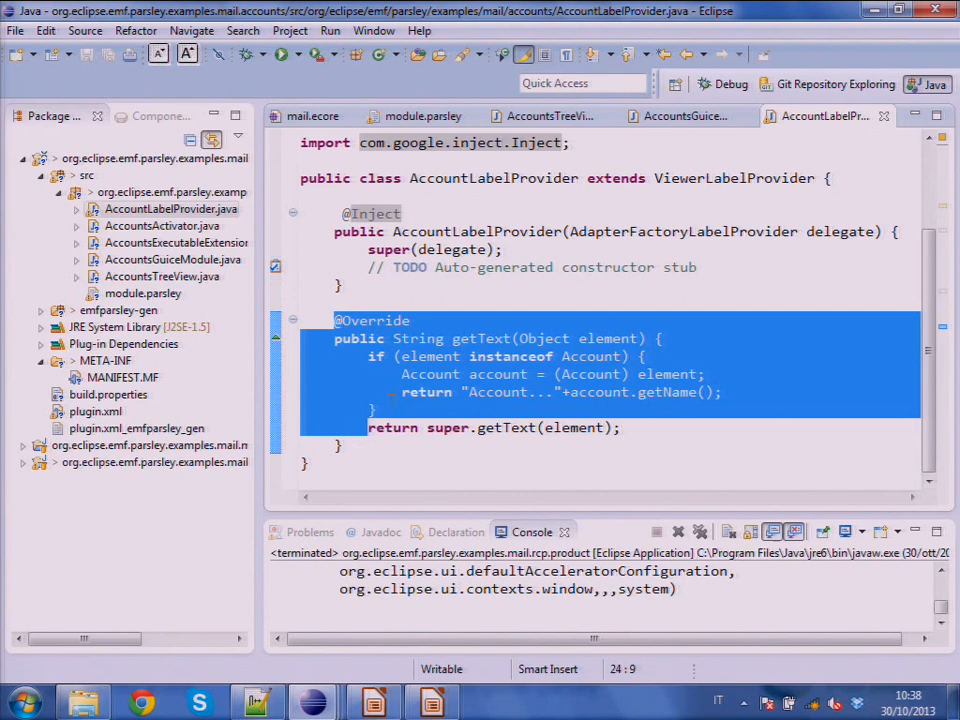 Java - org.eclipse.emf.parsley.examples.mail.accounts/src/org/eclipse/emf/parsley/examples/mail/accounts/AccountLabelProvider.java - Eclipse
File Edit Source Refactor Navigate Search Project Run Window Help
Quick Access
Debug
Git Repository Exploring
Java
Package ...
Compone...
org.eclipse.emf.parsley.examples.mail
src
> org.eclipse.emf.parsley.examp
AccountLabelProvider.java
AccountsActivator.java
AccountsExecutableExtension
AccountsGuiceModule.java
AccountsTreeView.java
module.parsley
> emfparsley-gen
JRE System Library [J2SE-1.5]
Plug-in Dependencies
> META-INF
MANIFEST.MF
build.properties
plugin.xml
plugin.xml_emfparsley_gen
org.eclipse.emf.parsley.examples.mail.m
> org.eclipse.emf.parsley.examples.mail.
mail.ecore
module.parsley
AccountsTreeVi...
AccountsGuice...
AccountLabelPr...
import com.google.inject.Inject;
public class AccountLabelProvider extends ViewerLabelProvider {
@Inject
public AccountLabelProvider(AdapterFactoryLabelProvider delegate) {
super(delegate);
// TODO Auto-generated constructor stub
}
@Override
public String getText(Object element) {
if (element instanceof Account) {
Account account = (Account) element;
return "Account..."+account.getName();
}
return super.getText(element);
}
}
Problems
@ Javadoc
Declaration
Console
<terminated> org.eclipse.emf.parsley.examples.mail.rcp.product [Eclipse Application] C:\Program Files\Java\jre6\bin\javaw.exe (30/ott/20
org.eclipse.ui.defaultAcceleratorConfiguration,
org.eclipse.ui.contexts.window,,,system)
Writable
Smart Insert
24 : 9
IT
10:38
30/10/2013